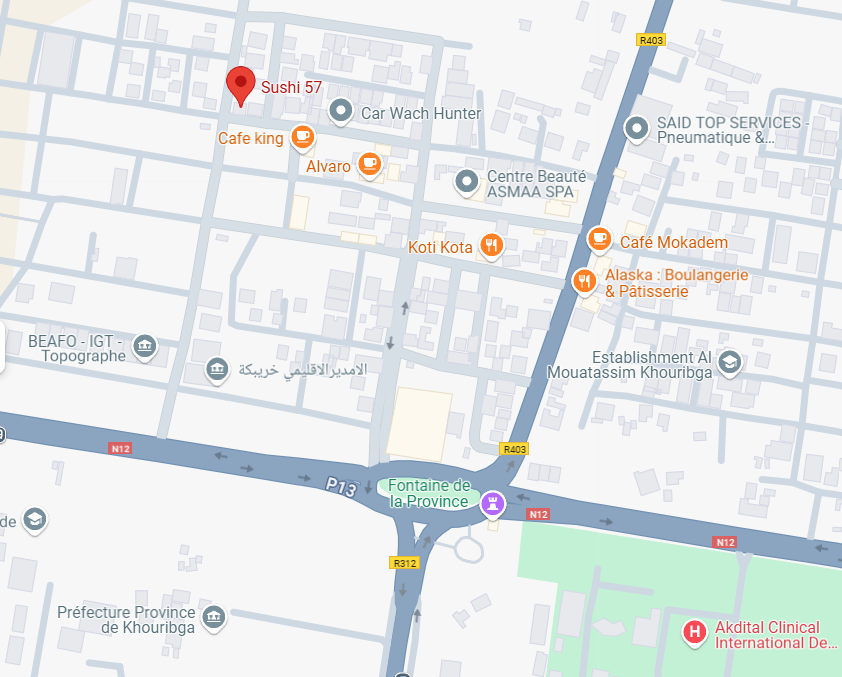 R403
Sushi 57
Car Wach Hunter
SAID TOP SERVICES -
Pneumatique &...
Cafe king
Alvaro
Centre Beauté
ASMAA SPA
Koti Kota
Café Mokadem
Alaska : Boulangerie
& Pâtisserie
BEAFO - IGT -
Topographe
الامديرالاقليمي خريبكة
Establishment Al
Mouatassim Khouribga
N12
R403
P13
Fontaine de
la Province
N12
de
N12
R312
Préfecture Province
de Khouribga
H
Akdital Clinical
International De...